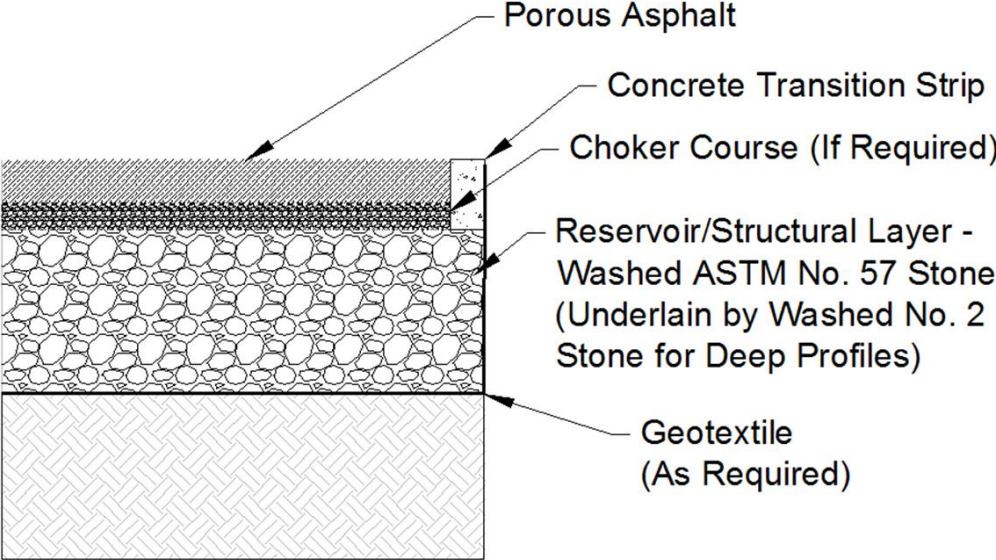 Porous Asphalt
Concrete Transition Strip
Choker Course (If Required)
Reservoir/Structural Layer -
Washed ASTM No. 57 Stone
(Underlain by Washed No. 2
Stone for Deep Profiles)
Geotextile
(As Required)